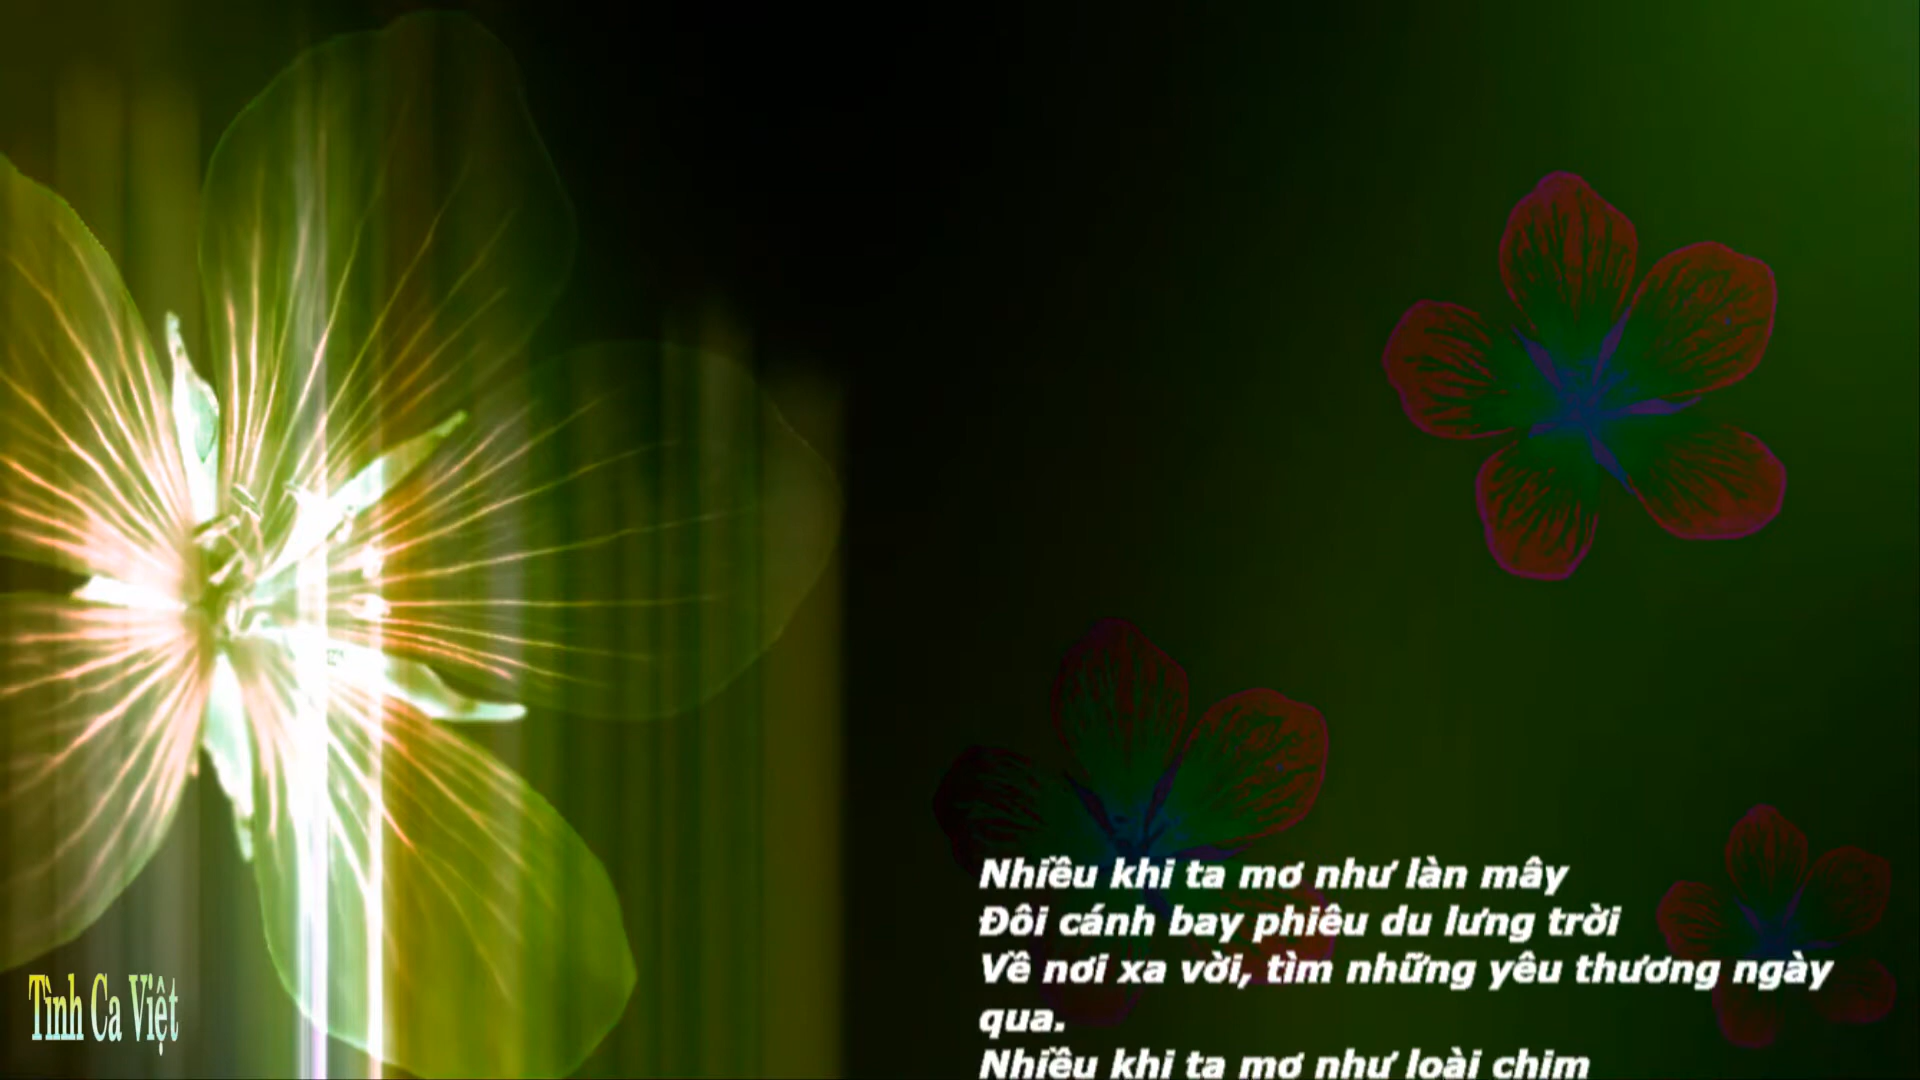 Nhiều khi ta mơ như làn mây
Đôi cánh bay phiêu du lưng trời
Về nơi xa vời, tìm những yêu thương ngày
qua.
Nhiều khi ta mơ như loài chim
Tình Ca Việt